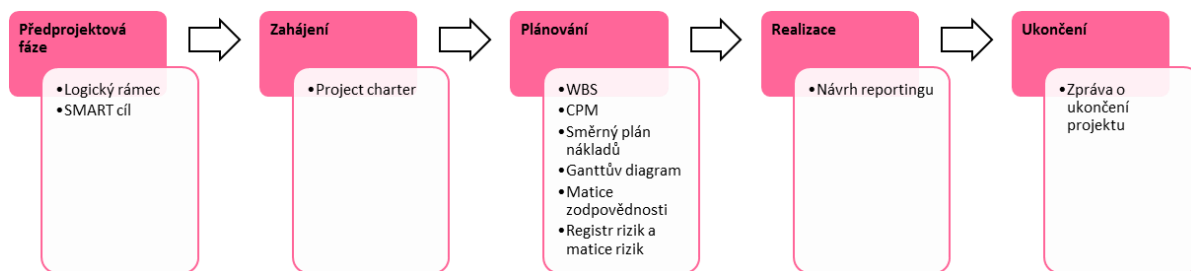 Předprojektová
fáze
•Logický rámec
•SMART cíl
Zahájení
•Project charter
Plánování
•WBS
•CPM
•Směrný plán
nákladů
•Ganttův diagram
•Matice
zodpovědnosti
•Registr rizik a
matice rizik
Realizace
•Návrh reportingu
Ukončení
•Zpráva o
ukončení
projektu